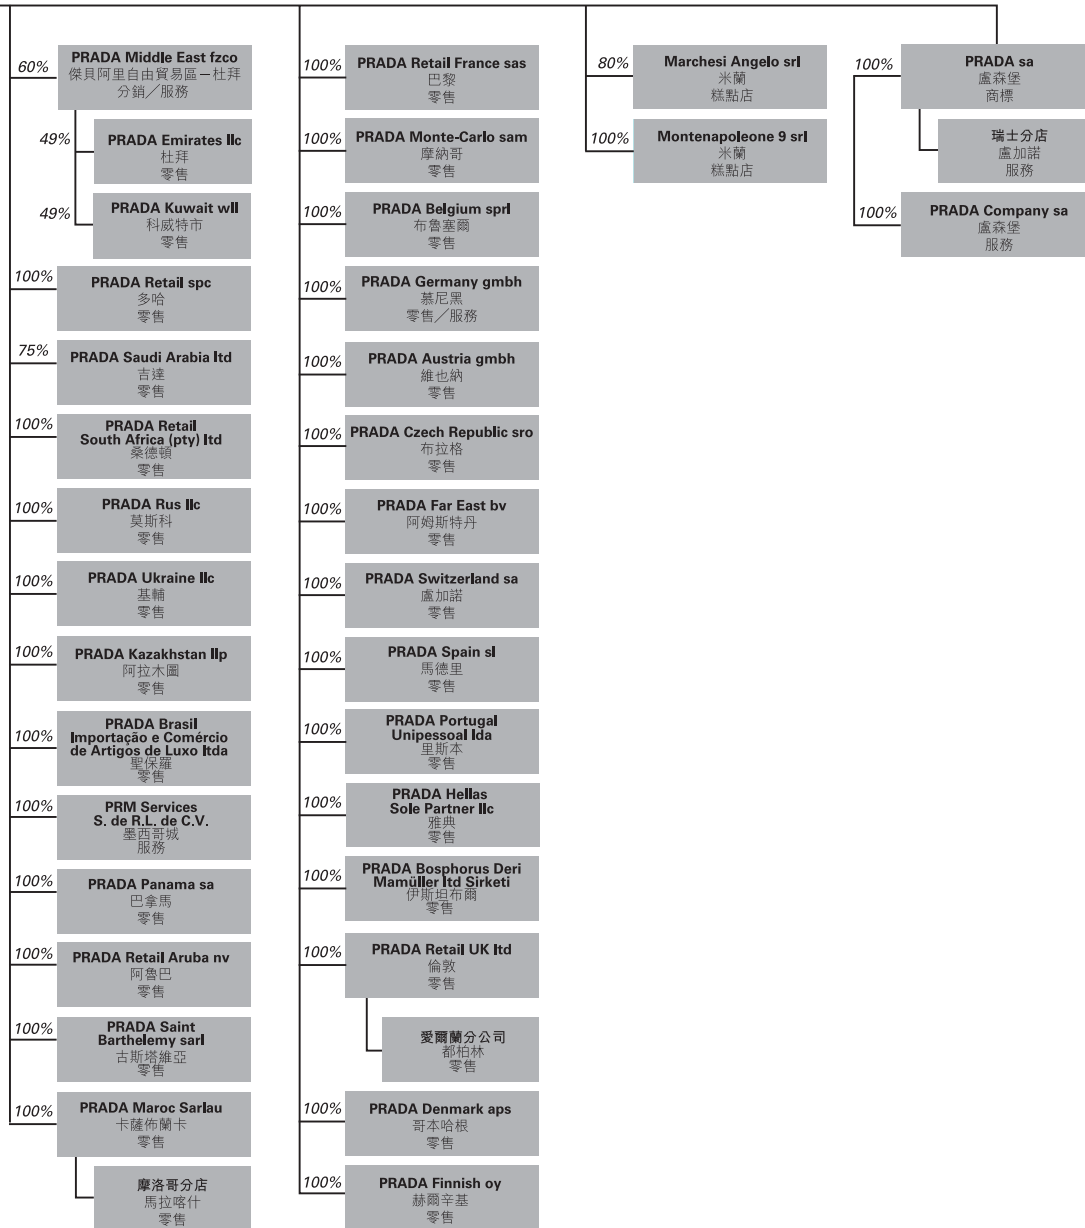 60%
PRADA Middle East fzco
傑貝阿里自由貿易區－杜拜
分銷／服務
49%
PRADA Emirates llc
杜拜
零售
49%
PRADA Kuwait wll
科威特市
零售
100%
PRADA Retail spc
多哈
零售
75%
PRADA Saudi Arabia ltd
吉達
零售
100%
PRADA Retail
South Africa (pty) ltd
桑德頓
零售
100%
PRADA Rus llc
莫斯科
零售
100%
PRADA Ukraine llc
基輔
零售
100%
PRADA Kazakhstan llp
阿拉木圖
零售
100%
PRADA Brasil
Importação e Comércio
de Artigos de Luxo ltda
聖保羅
零售
100%
PRM Services
S. de R.L. de C.V.
墨西哥城
服務
100%
PRADA Panama sa
巴拿馬
零售
100%
PRADA Retail Aruba nv
阿魯巴
零售
100%
PRADA Saint
Barthelemy sarl
古斯塔維亞
零售
100%
PRADA Maroc Sarlau
卡薩佈蘭卡
零售
摩洛哥分店
馬拉喀什
零售
100%
PRADA Retail France sas
巴黎
零售
100%
PRADA Monte-Carlo sam
摩納哥
零售
100%
PRADA Belgium sprl
布魯塞爾
零售
100%
PRADA Germany gmbh
慕尼黑
零售／服務
100%
PRADA Austria gmbh
維也納
零售
100%
PRADA Czech Republic sro
布拉格
零售
100%
PRADA Far East bv
阿姆斯特丹
零售
100%
PRADA Switzerland sa
盧加諾
零售
100%
PRADA Spain sl
馬德里
零售
100%
PRADA Portugal
Unipessoal lda
里斯本
零售
100%
PRADA Hellas
Sole Partner llc
雅典
零售
100%
PRADA Bosphorus Deri
Mamüller ltd Sirketi
伊斯坦布爾
零售
100%
PRADA Retail UK ltd
倫敦
零售
愛爾蘭分公司
都柏林
零售
100%
PRADA Denmark aps
哥本哈根
零售
100%
PRADA Finnish oy
赫爾辛基
零售
80%
Marchesi Angelo srl
米蘭
糕點店
100%
Montenapoleone 9 srl
米蘭
糕點店
100%
PRADA sa
盧森堡
商標
瑞士分店
盧加諾
服務
100%
PRADA Company sa
盧森堡
服務